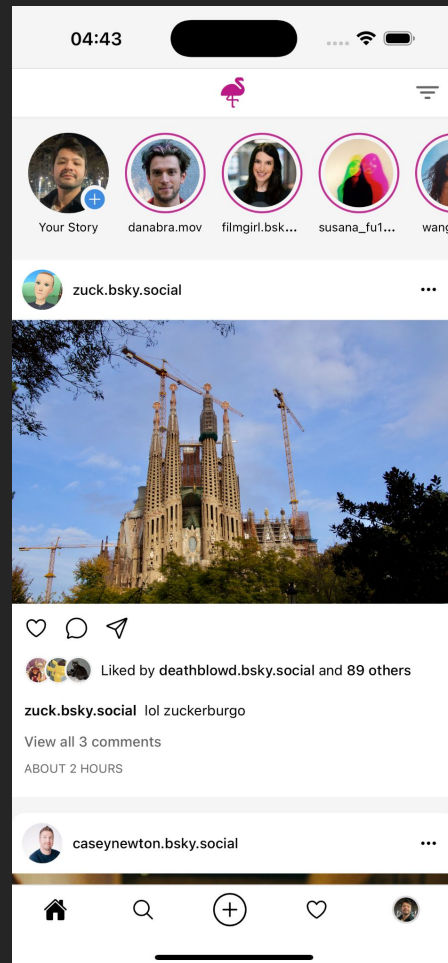 04:43
Your Story
danabra.mov
filmgirl.bsk...
susana_fu1...
wang
zuck.bsky.social
Liked by deathblowd.bsky.social and 89 others
zuck.bsky.social lol zuckerburgo
View all 3 comments
ABOUT 2 HOURS
caseynewton.bsky.social